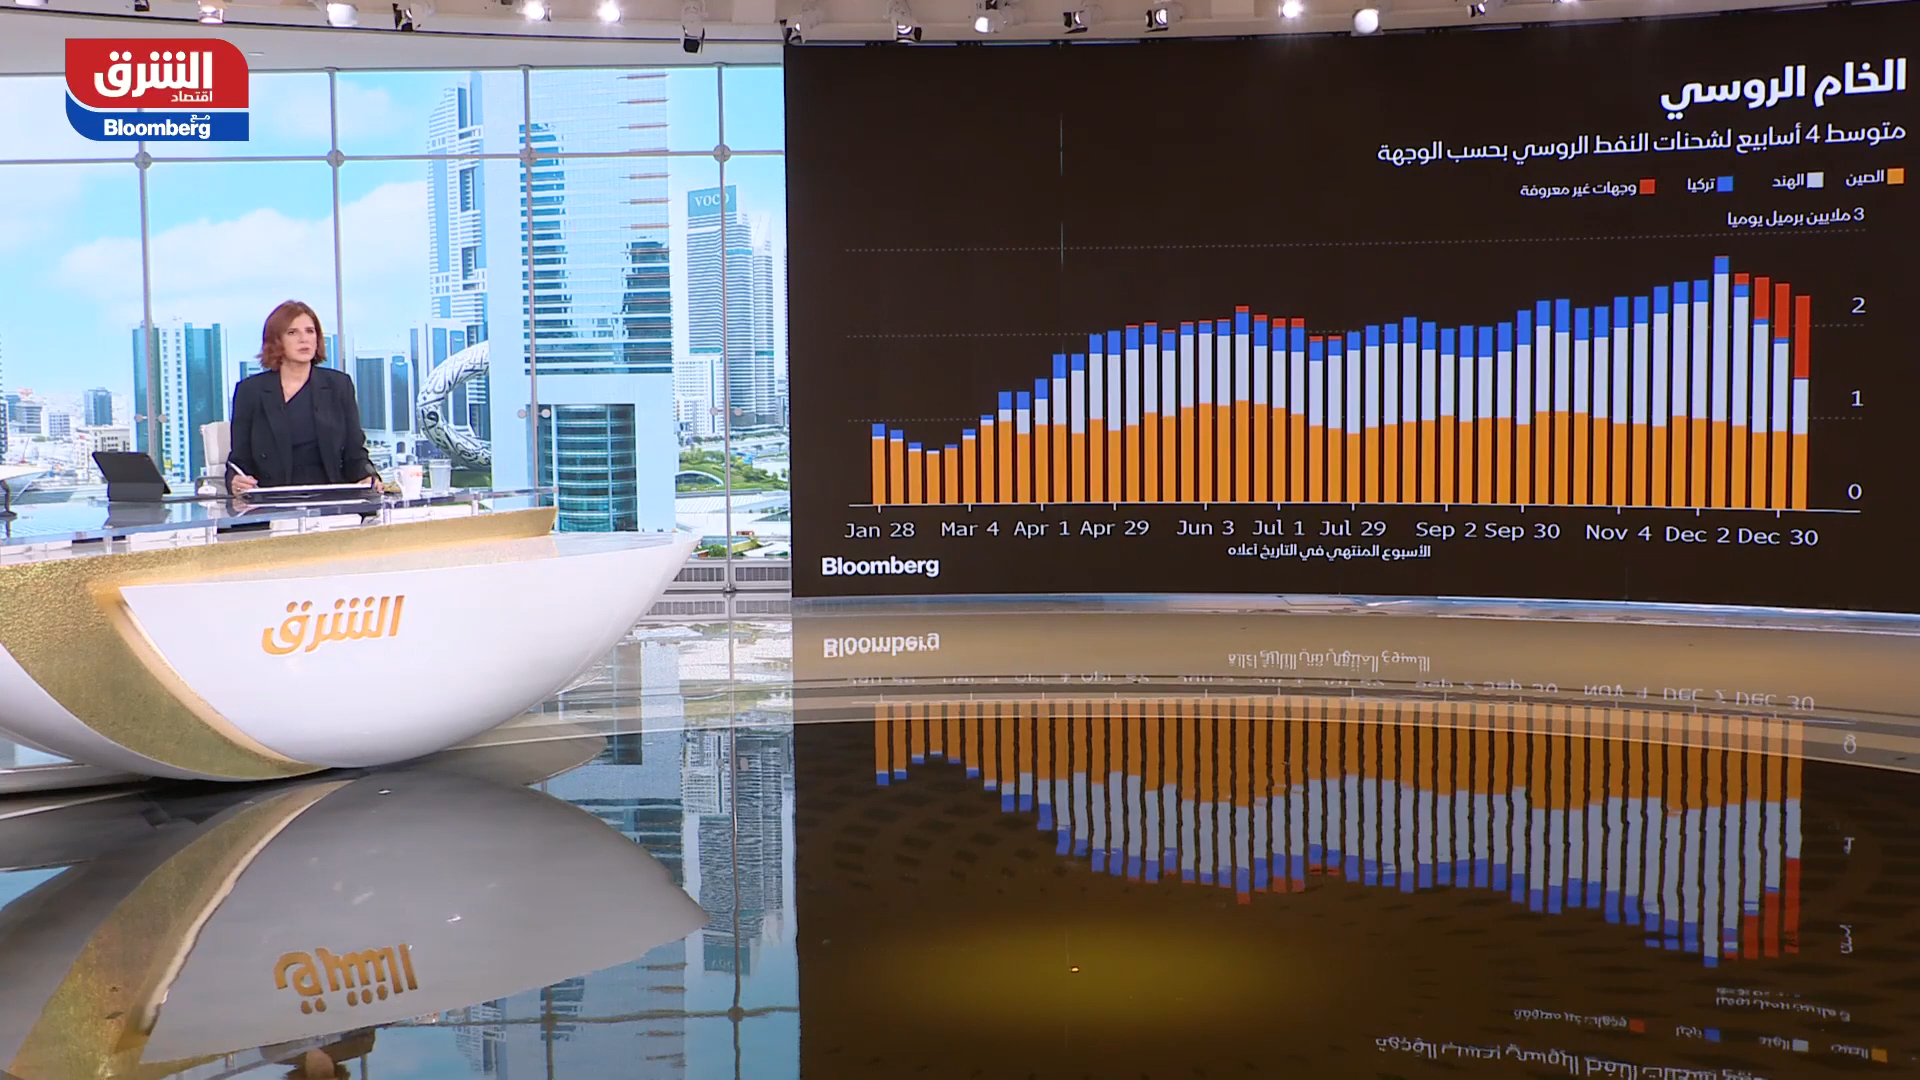 الشرق
اقتصاد
مع
Bloomberg
VOCO
الخام الروسي
متوسط 4 أسابيع لشحنات النفط الروسي بحسب الوجهة
الصين الهند تركيا وجهات غير معروفة
3 ملايين برميل يوميا
2
1
0
Jan 28 Mar 4 Apr 1 Apr 29 Jun 3 Jul 1 Jul 29 Sep 2 Sep 30 Nov 4 Dec 2 Dec 30
الأسبوع المنتهي في التاريخ أعلاه
Bloomberg
الشرق